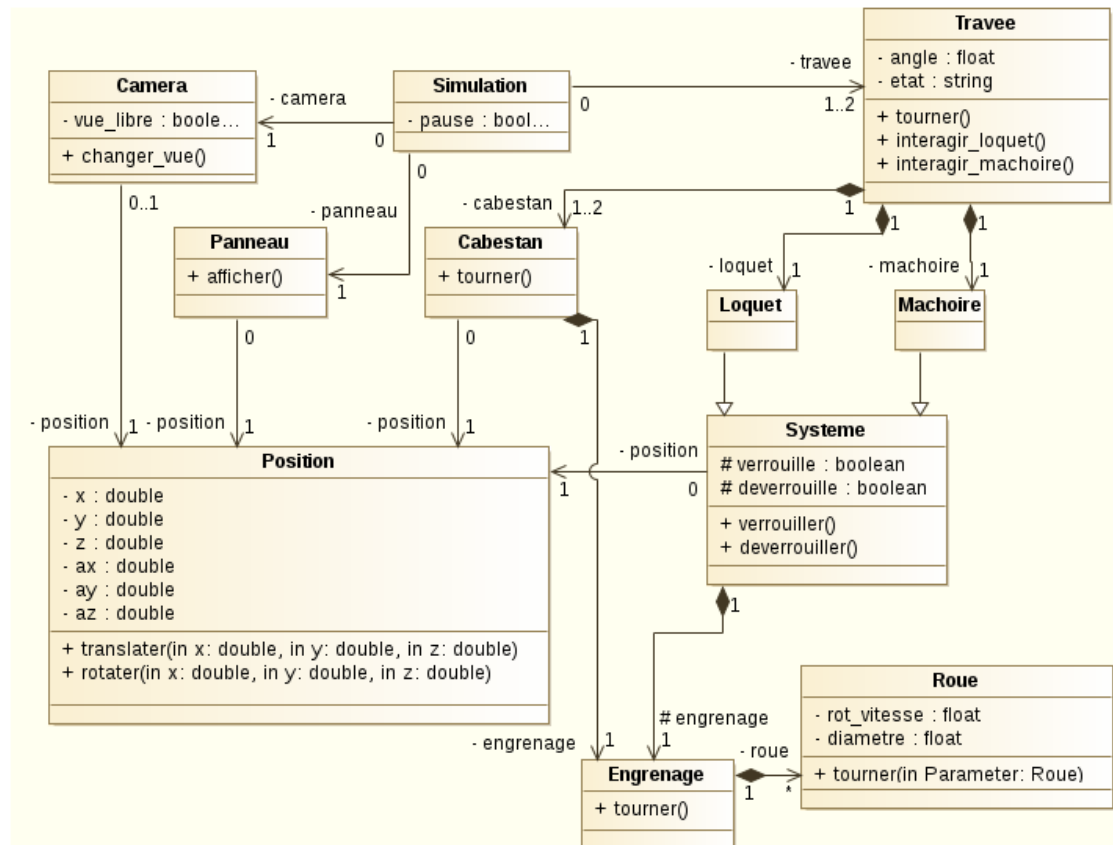 Travee
- angle : float
- etat : string
+ tourner()
+ interagir_loquet()
+ interagir_machoire()
Camera
- vue_libre : boole...
+ changer_vue()
Simulation
- pause : bool...
- camera
1
0
- travee
0
1..2
0
- panneau
1
0..1
Panneau
+ afficher()
- cabestan
1..2
1
Cabestan
+ tourner()
1
1
- loquet
1
- machoire
1
Loquet
Machoire
0
0
1
- position
1
- position
1
- position
1
Position
- x : double
- y : double
- z : double
- ax : double
- ay : double
- az : double
+ translater(in x: double, in y: double, in z: double)
+ rotater(in x: double, in y: double, in z: double)
- position
1
0
Systeme
# verrouille : boolean
# deverrouille : boolean
+ verrouiller()
+ deverrouiller()
1
- engrenage
1
# engrenage
1
Engrenage
+ tourner()
- roue
1
*
Roue
- rot_vitesse : float
- diametre : float
+ tourner(in Parameter: Roue)